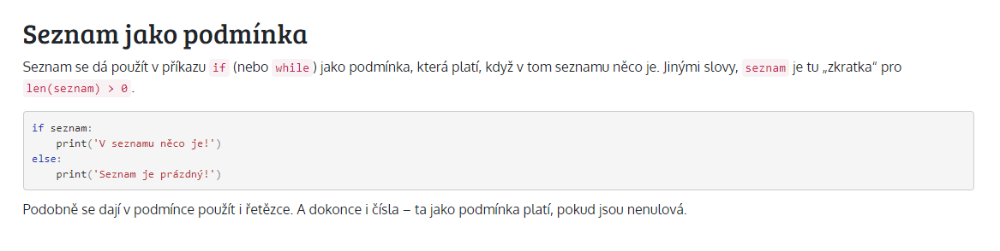 Seznam jako podmínka
Seznam se dá použít v příkazu if (nebo while) jako podmínka, která platí, když v tom seznamu něco je. Jinými slovy, seznam je tu „zkratka“ pro
len(seznam) > 0.
if seznam:
    print('V seznamu něco je!')
else:
    print('Seznam je prázdný!')
Podobně se dají v podmínce použít i řetězce. A dokonce i čísla – ta jako podmínka platí, pokud jsou nenulová.